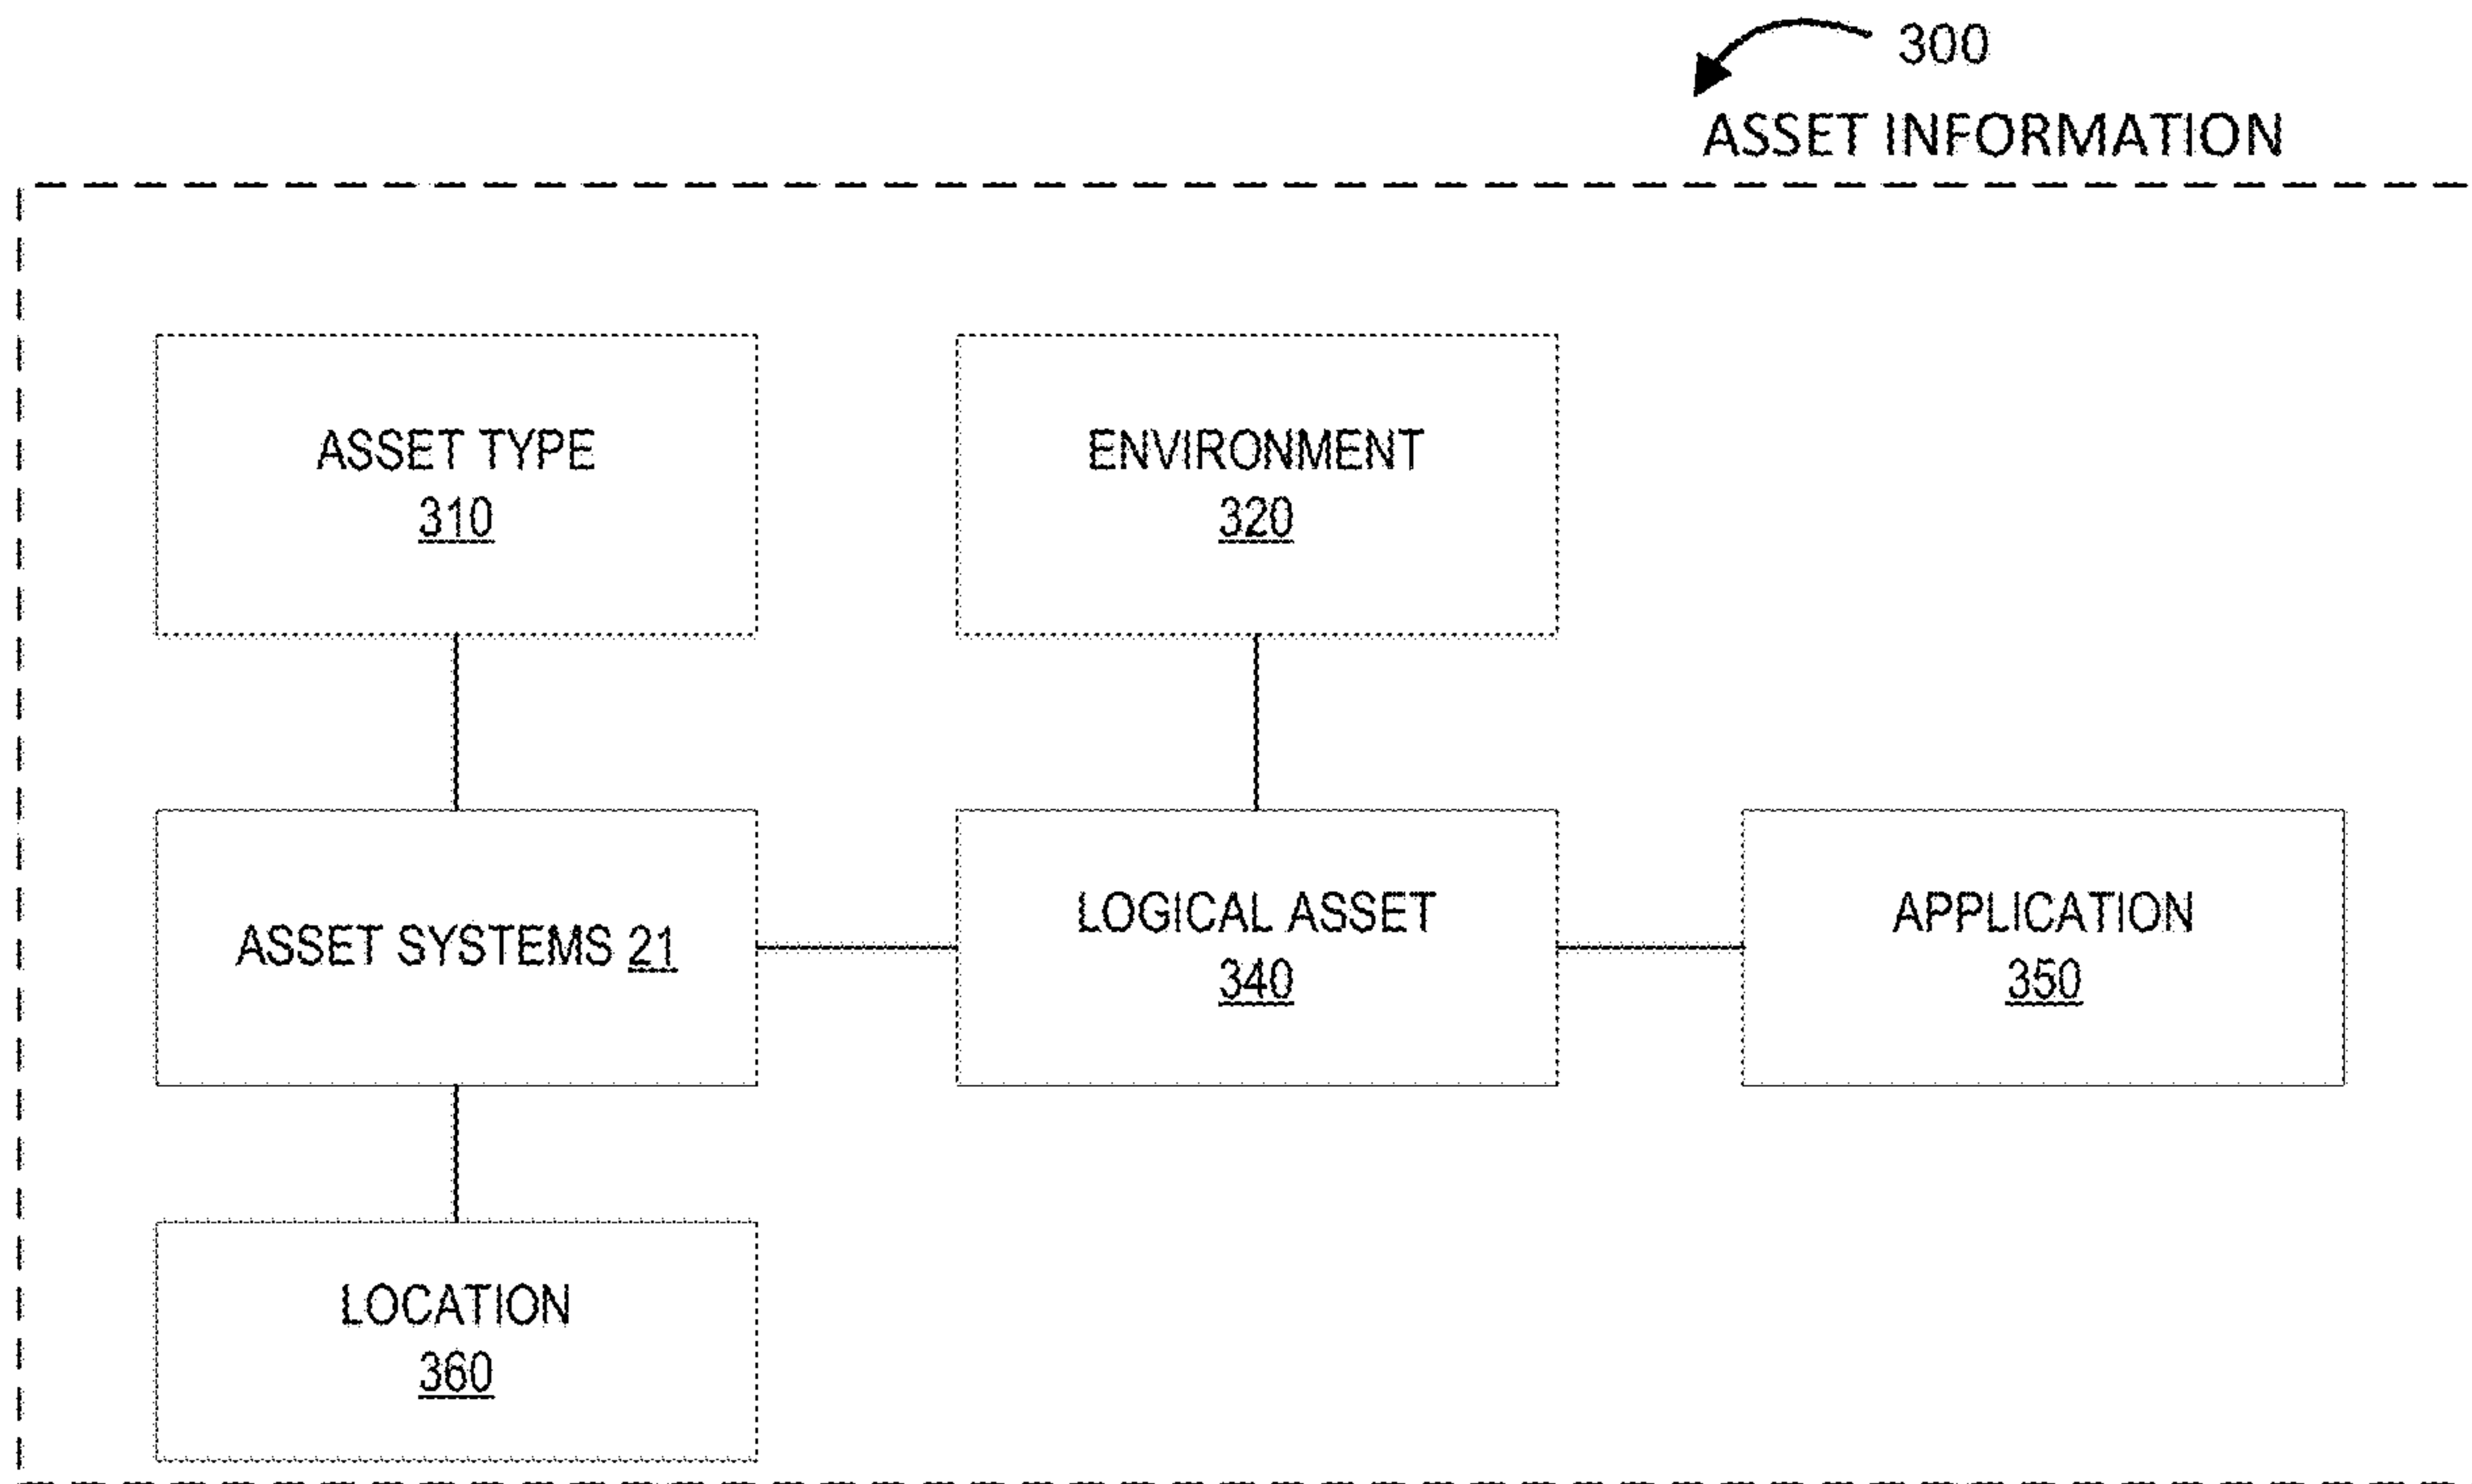 300
ASSET INFORMATION
ASSET TYPE
310
ENVIRONMENT
320
ASSET SYSTEMS 21
LOGICAL ASSET
340
APPLICATION
350
LOCATION
360